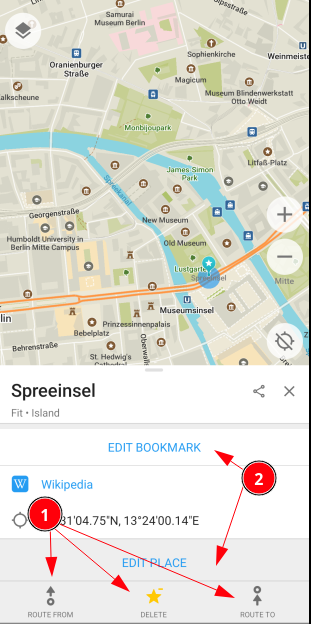 Samurai
Museum Berlin
Oranienburger
Straße
Sophienkirche
Weinmeiste
Magicum
Museum Blindenwerkstatt
Otto Weidt
alkscheune
Monbijoupark
Litfaß-Platz
James-Simon
Park
Spreekanal
Georgenstraße
New Museum
Humboldt University in
Berlin Mitte Campus
Old Museum
Lustgarten
Spreeinsel
Mitte
lin
Museumsinsel
Prinzessinnenpalais
Bebelplatz
Behrenstraße
St. Hedwig's
Cathedral
Oberwalls
Spreeinsel
Fit • Island
EDIT BOOKMARK
W Wikipedia
2
1
31'04.75"N, 13°24'00.14"E
EDIT PLACE
ROUTE FROM
DELETE
ROUTE TO